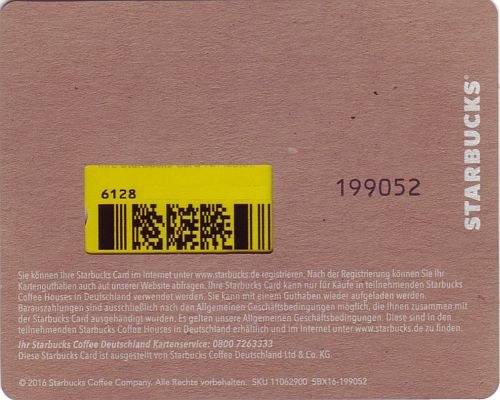 STARBUCKS®
6128
199052
Sie können Ihre Starbucks Card im Internet unter www.starbucks.de registrieren. Nach der Registrierung können Sie Ihr
Kartenguthaben auch auf unserer Website abfragen. Ihre Starbucks Card kann nur für Käufe in teilnehmenden Starbucks
Coffee Houses in Deutschland verwendet werden. Sie kann mit einem Guthaben wieder aufgeladen werden.
Barauszahlungen sind ausschließlich nach den Allgemeinen Geschäftsbedingungen möglich, die Ihnen zusammen mit
der Starbucks Card ausgehändigt wurden. Es gelten unsere Allgemeinen Geschäftsbedingungen. Diese sind in den
teilnehmenden Starbucks Coffee Houses in Deutschland erhältlich und im Internet unter www.starbucks.de zu finden.
Ihr Starbucks Coffee Deutschland Kartenservice: 0800 7263333
Diese Starbucks Card ist ausgestellt von Starbucks Coffee Deutschland Ltd & Co. KG
© 2016 Starbucks Coffee Company. Alle Rechte vorbehalten. SKU 11062900 SBX16-199052